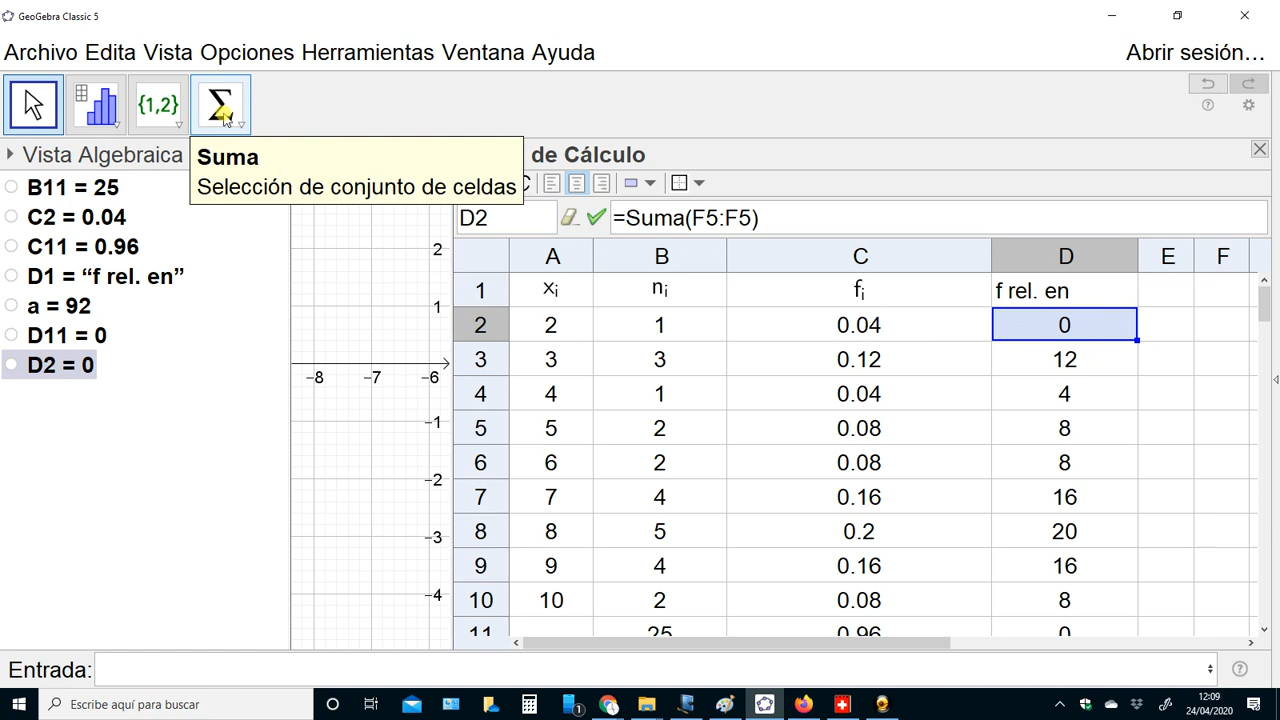 GeoGebra Classic 5
Archivo Edita Vista Opciones Herramientas Ventana Ayuda Abrir sesión…
{1,2} Σ
Vista Algebraica de Cálculo
Suma
Selección de conjunto de celdas
B11 = 25
C2 = 0.04
C11 = 0.96
D1 = “f rel. en”
a = 92
D11 = 0
D2 = 0
2
1
−8 −7 −6
−1
−2
−3
−4
D2 =Suma(F5:F5)
A B C D E F
1 xᵢ nᵢ fᵢ f rel. en
2 2 1 0.04 0
3 3 3 0.12 12
4 4 1 0.04 4
5 5 2 0.08 8
6 6 2 0.08 8
7 7 4 0.16 16
8 8 5 0.2 20
9 9 4 0.16 16
10 10 2 0.08 8
11 25 0.96 0
Entrada:
Escribe aquí para buscar
1
12:09
24/04/2020